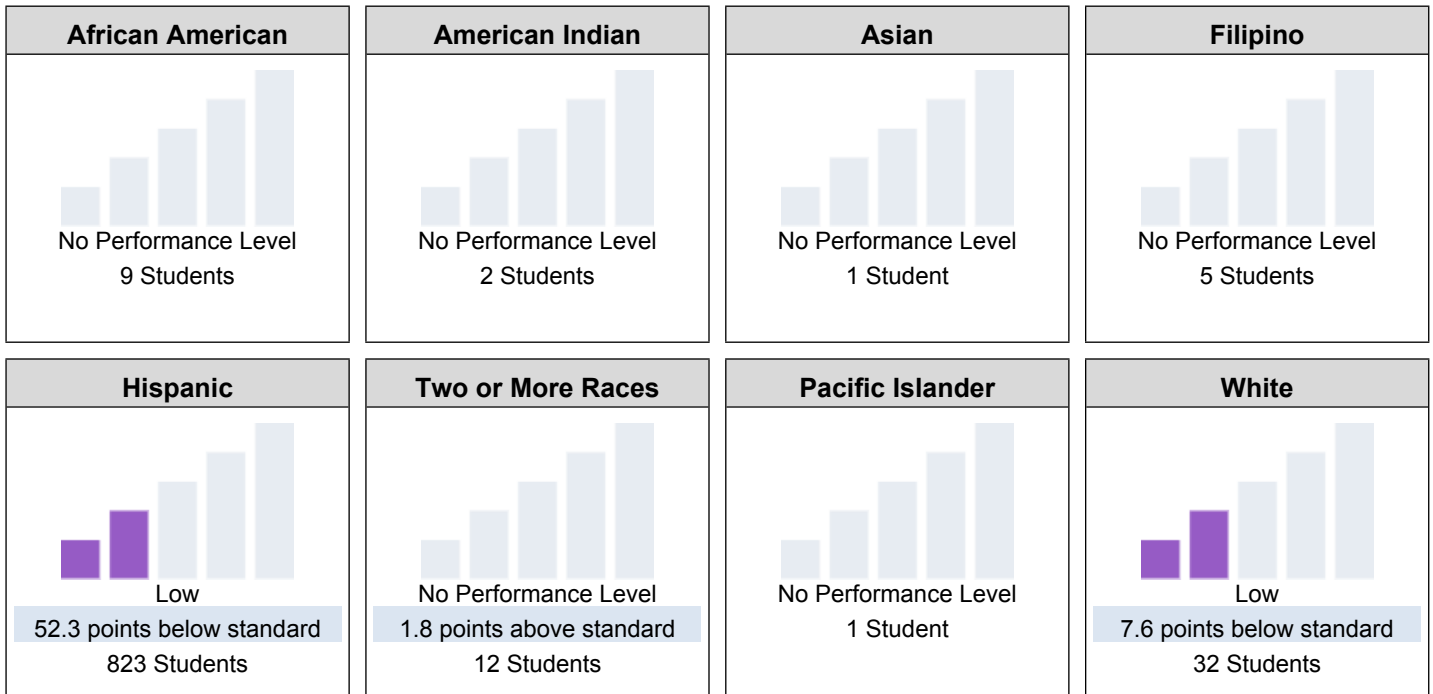 African American
No Performance Level
9 Students
American Indian
No Performance Level
2 Students
Asian
No Performance Level
1 Student
Filipino
No Performance Level
5 Students
Hispanic
Low
52.3 points below standard
823 Students
Two or More Races
No Performance Level
1.8 points above standard
12 Students
Pacific Islander
No Performance Level
1 Student
White
Low
7.6 points below standard
32 Students